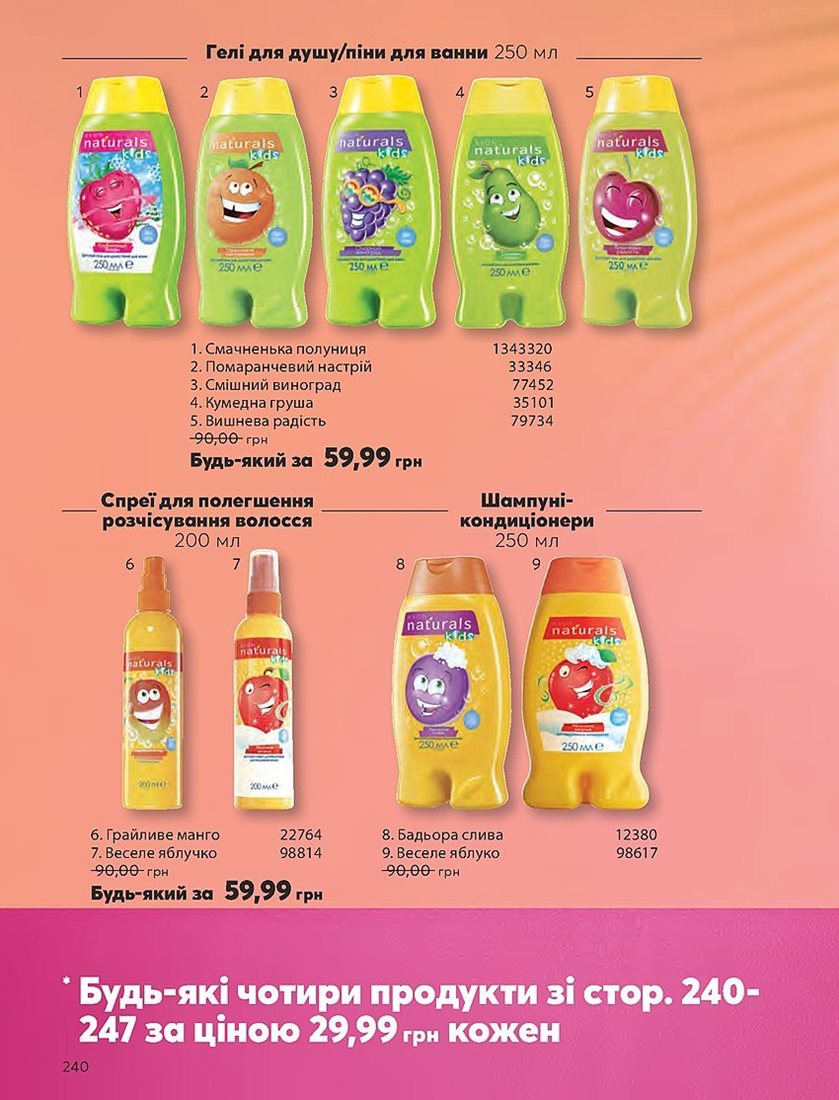 Гелі для душу/піни для ванни 250 мл
1
2
3
4
5
naturals
kids
250 МЛ e
naturals
kids
250 МЛ e
naturals
kids
250 МЛ e
naturals
kids
250 МЛ e
naturals
kids
250 МЛ e
1. Смачненька полуниця 1343320
2. Помаранчевий настрій 33346
3. Смішний виноград 77452
4. Кумедна груша 35101
5. Вишнева радість 79734
90,00 грн
Будь-який за 59,99 грн
Спреї для полегшення
розчісування волосся
200 мл
6
7
naturals
kids
200 мл e
naturals
kids
200 мл e
6. Грайливе манго 22764
7. Веселе яблучко 98814
90,00 грн
Будь-який за 59,99 грн
Шампуні-
кондиціонери
250 мл
8
9
AVON
naturals
kids
250 МЛ e
AVON
naturals
kids
250 МЛ e
8. Бадьора слива 12380
9. Веселе яблуко 98617
90,00 грн
* Будь-які чотири продукти зі стор. 240-
247 за ціною 29,99 грн кожен
240